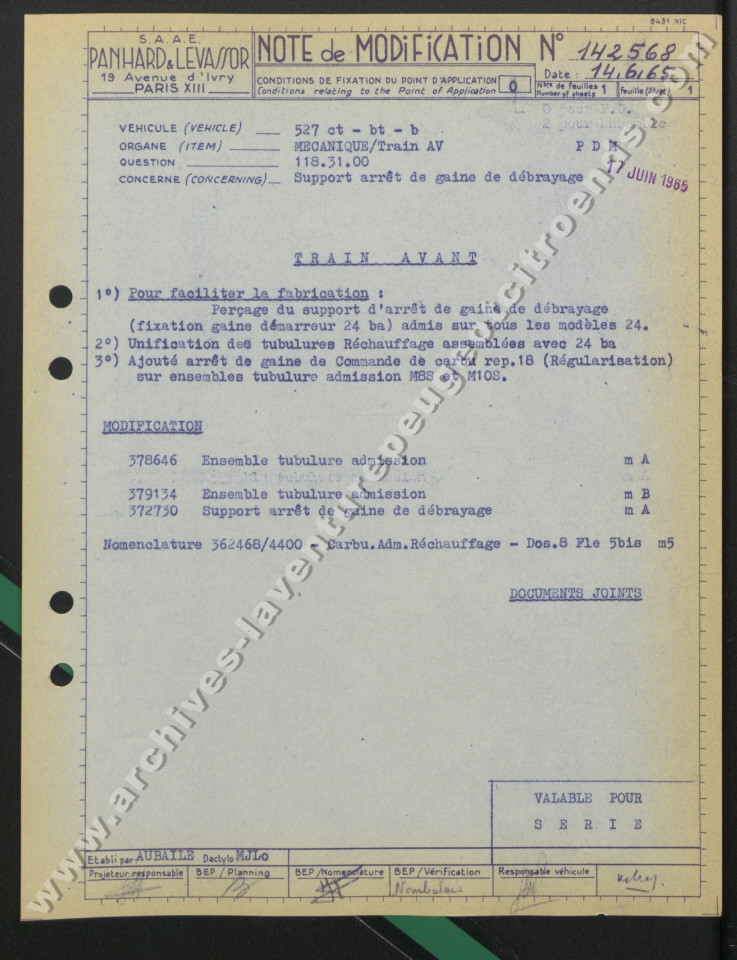 8431 NIC
S.A.A.E.
PANHARD & LEVASSOR
19 Avenue d'Ivry
PARIS XIII
NOTE de MODiFiCATiON N° 142568
CONDITIONS DE FIXATION DU POINT D'APPLICATION
Conditions relating to the Point of Application
0
Date : 14.6.65
Nbre de feuilles 1
Number of sheets
Feuille (Sheet) 1
VEHICULE (VEHICLE) 527 ct - bt - b
ORGANE (ITEM) MECANIQUE/Train AV P D M
QUESTION 118.31.00
CONCERNE (CONCERNING) Support arrêt de gaine de débrayage
17 JUIN 1965
TRAIN AVANT
1°) Pour faciliter la fabrication :
Perçage du support d'arrêt de gaine de débrayage
(fixation gaine démarreur 24 ba) admis sur tous les modèles 24.
2°) Unification des tubulures Réchauffage assemblées avec 24 ba
3°) Ajouté arrêt de gaine de Commande de carbu rep.18 (Régularisation)
sur ensembles tubulure admission M8S et M10S.
MODIFICATION
378646 Ensemble tubulure admission m A
379134 Ensemble tubulure admission m B
372730 Support arrêt de gaine de débrayage m A
Nomenclature 362468/4400 - Carbu.Adm.Réchauffage - Dos.8 Fle 5bis m5
DOCUMENTS JOINTS
VALABLE POUR
SERIE
Etabli par AUBAILE Dactylo MJLo
Projeteur responsable
BEP / Planning
BEP / Nomenclature
BEP / Vérification
Responsable véhicule
www.archives-laventurepeugeotcitroends.com